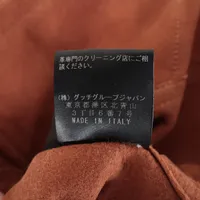 革専門のクリーニング店に
ご相談ください。
(株) グッチグループジャパン
東京都港区北青山
3丁目6番7号
MADE IN ITALY